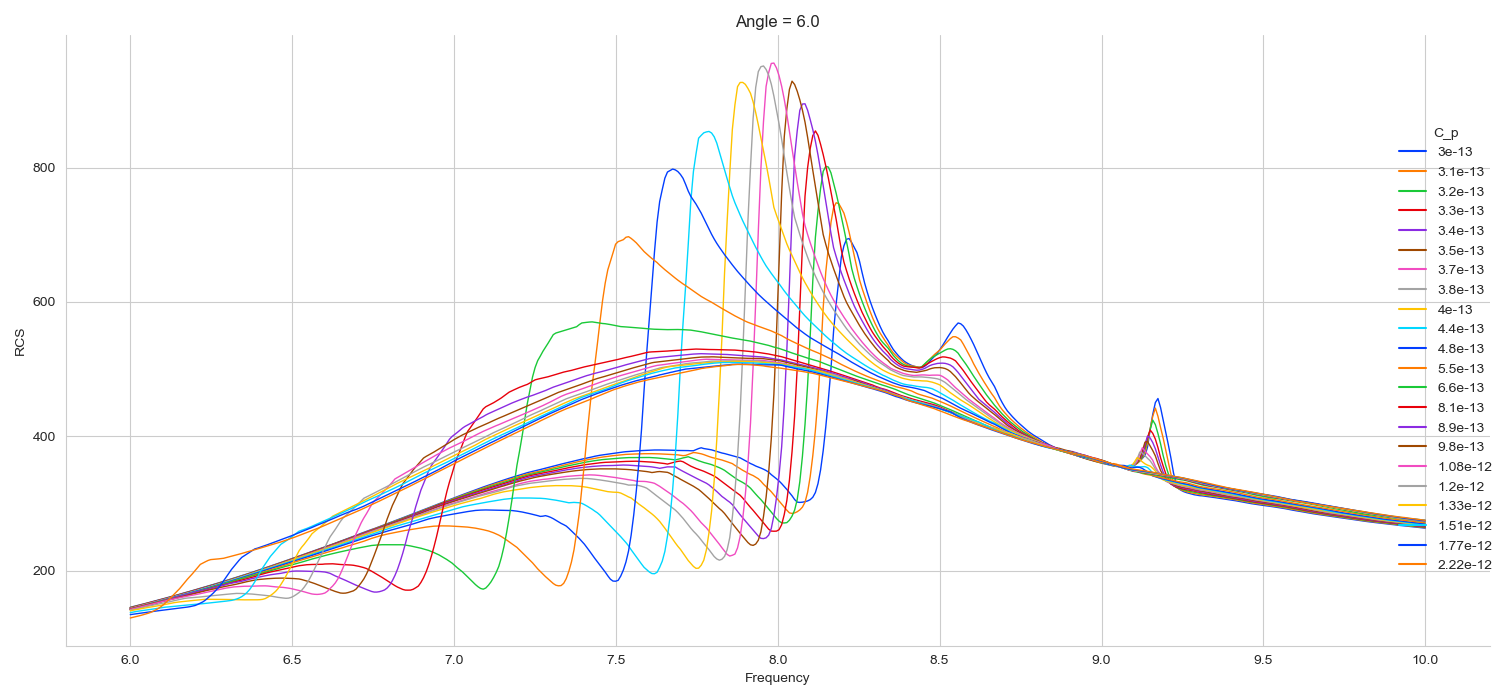 Angle = 6.0
RCS
800
600
400
200
6.0 6.5 7.0 7.5 8.0 8.5 9.0 9.5 10.0
Frequency
C_p
3e-13
3.1e-13
3.2e-13
3.3e-13
3.4e-13
3.5e-13
3.7e-13
3.8e-13
4e-13
4.4e-13
4.8e-13
5.5e-13
6.6e-13
8.1e-13
8.9e-13
9.8e-13
1.08e-12
1.2e-12
1.33e-12
1.51e-12
1.77e-12
2.22e-12